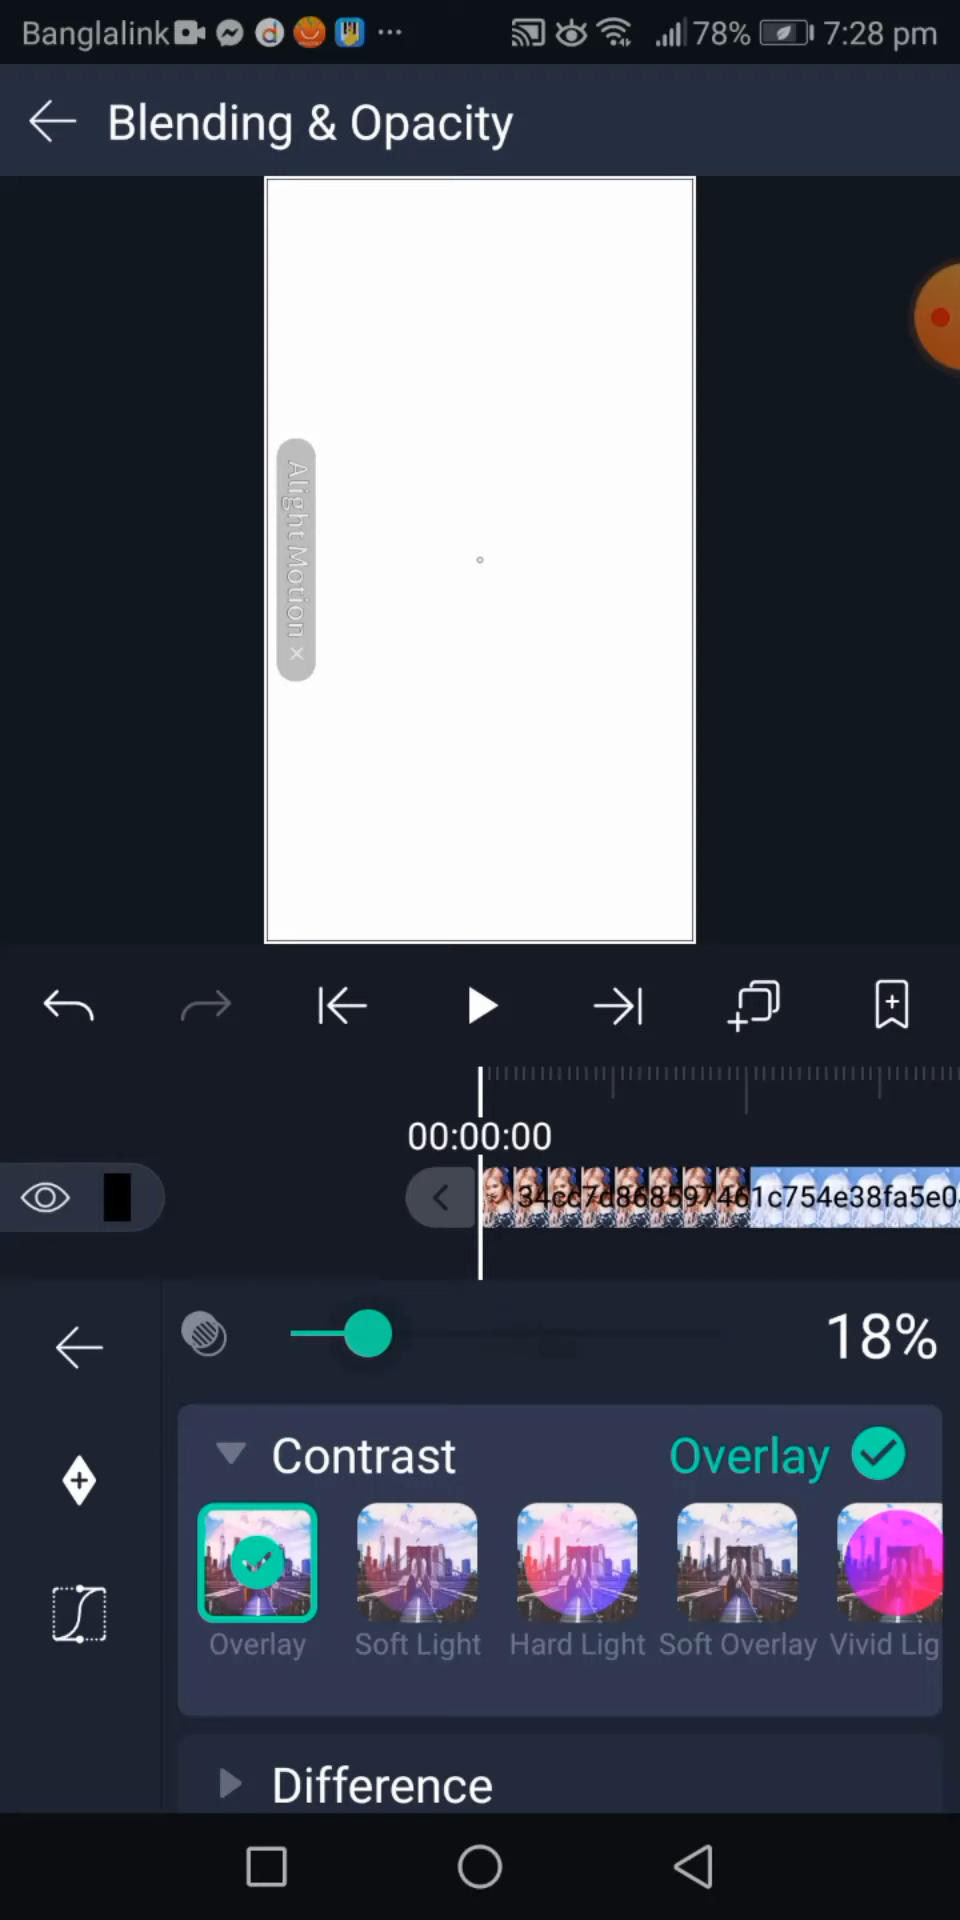 Banglalink
78%
7:28 pm
Blending & Opacity
Alight Motion ×
00:00:00
34cc7d868597461c754e38fa5e0
18%
Contrast
Overlay
Overlay
Soft Light
Hard Light
Soft Overlay
Vivid Lig
Difference